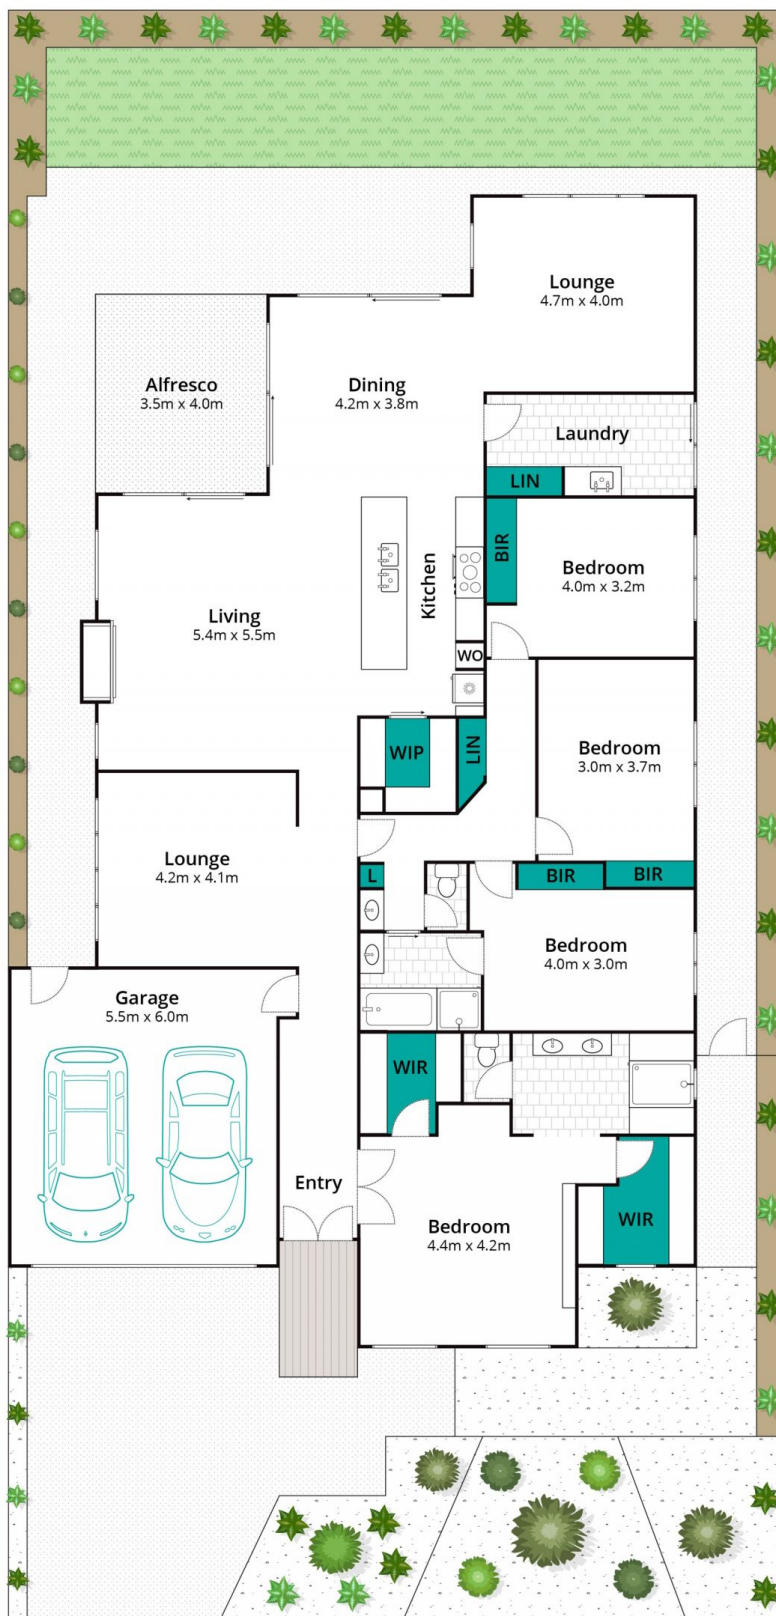 Lounge
4.7m x 4.0m
Alfresco
3.5m x 4.0m
Dining
4.2m x 3.8m
Laundry
LIN
BIR
Bedroom
4.0m x 3.2m
Kitchen
Living
5.4m x 5.5m
WO
Bedroom
3.0m x 3.7m
WIP
LIN
Lounge
4.2m x 4.1m
L
BIR
BIR
Bedroom
4.0m x 3.0m
Garage
5.5m x 6.0m
WIR
Entry
Bedroom
4.4m x 4.2m
WIR